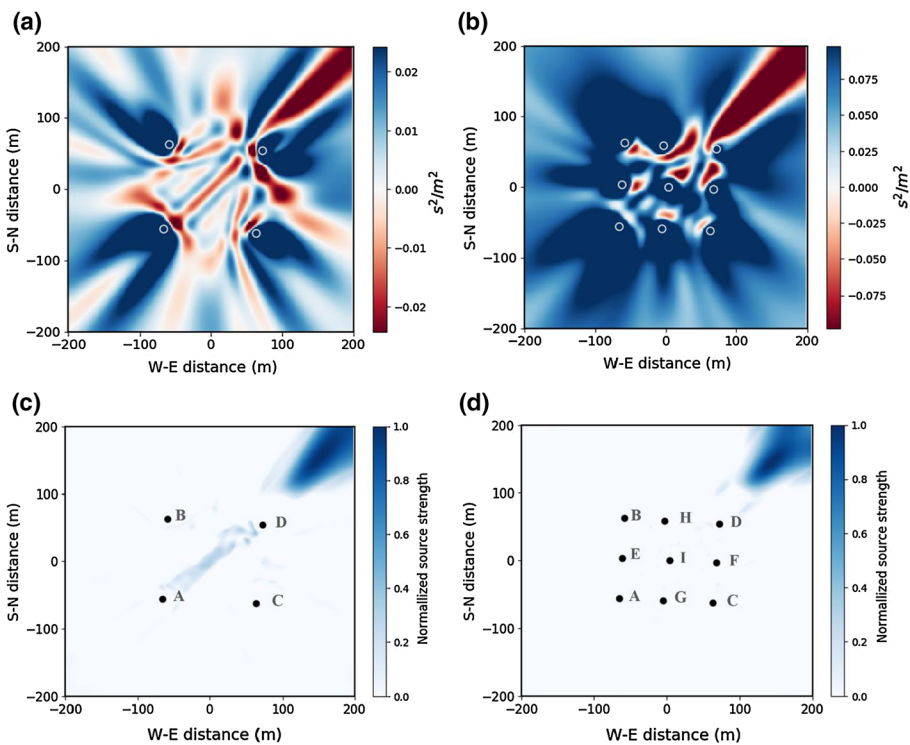 (a)
(b)
200
100
0
−100
−200
−200
−100
0
100
200
S-N distance (m)
W-E distance (m)
0.02
0.01
0.00
−0.01
−0.02
s²/m²
200
100
0
−100
−200
−200
−100
0
100
200
S-N distance (m)
W-E distance (m)
0.075
0.050
0.025
0.000
−0.025
−0.050
−0.075
s²/m²
(c)
(d)
200
100
0
−100
−200
−200
−100
0
100
200
S-N distance (m)
W-E distance (m)
B
D
A
C
1.0
0.8
0.6
0.4
0.2
0.0
Normallized source strength
200
100
0
−100
−200
−200
−100
0
100
200
S-N distance (m)
W-E distance (m)
B H D
E I F
A G C
1.0
0.8
0.6
0.4
0.2
0.0
Normallized source strength